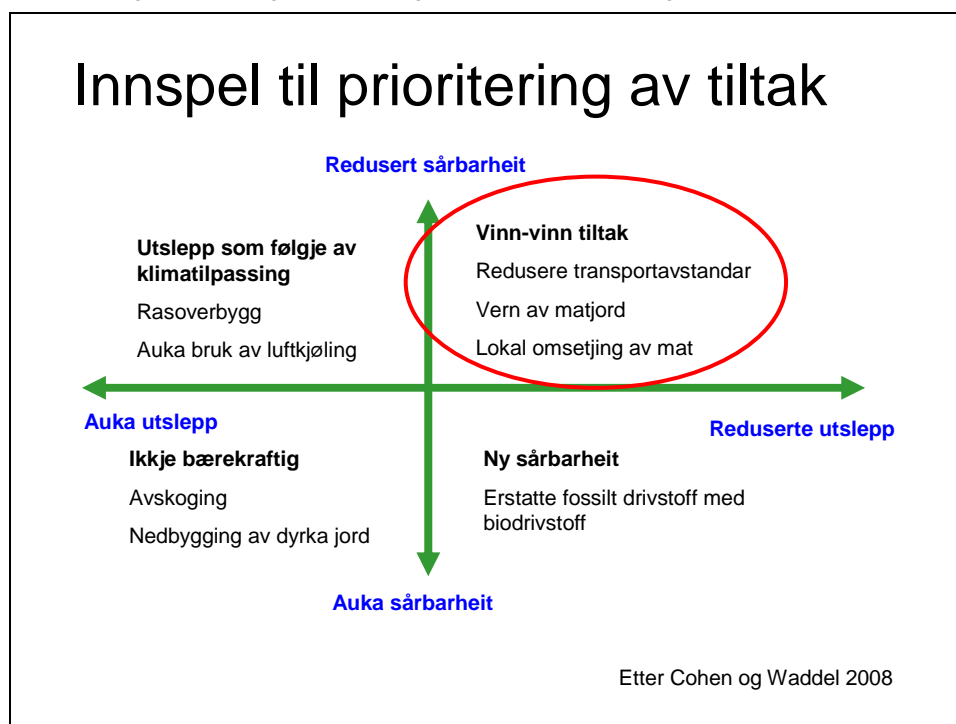 Innspel til prioritering av tiltak
Redusert sårbarheit
Utslepp som følgje av
klimatilpassing
Rasoverbygg
Auka bruk av luftkjøling
Vinn-vinn tiltak
Redusere transportavstandar
Vern av matjord
Lokal omsetjing av mat
Auka utslepp
Reduserte utslepp
Ikkje bærekraftig
Avskoging
Nedbygging av dyrka jord
Ny sårbarheit
Erstatte fossilt drivstoff med
biodrivstoff
Auka sårbarheit
Etter Cohen og Waddel 2008